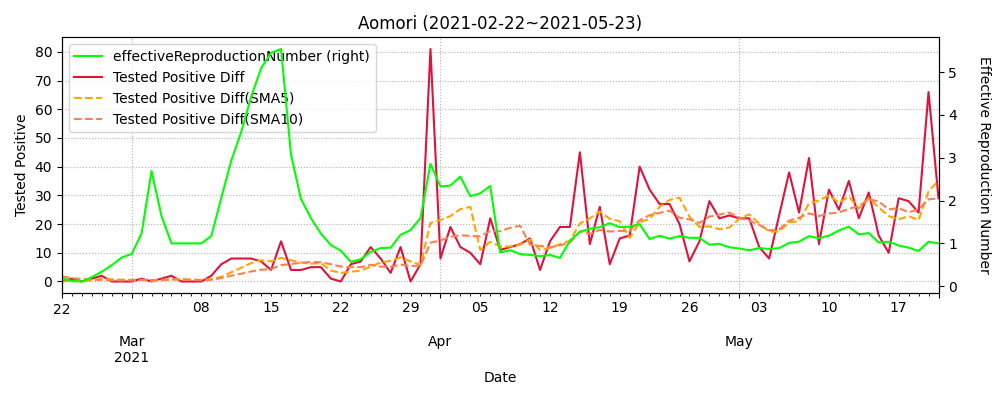 Aomori (2021-02-22~2021-05-23)
effectiveReproductionNumber (right)
Tested Positive Diff
Tested Positive Diff(SMA5)
Tested Positive Diff(SMA10)
Tested Positive
80
70
60
50
40
30
20
10
0
Effective Reproduction Number
5
4
3
2
1
0
22 08 15 22 29 05 12 19 26 03 10 17
Mar Apr May
2021
Date